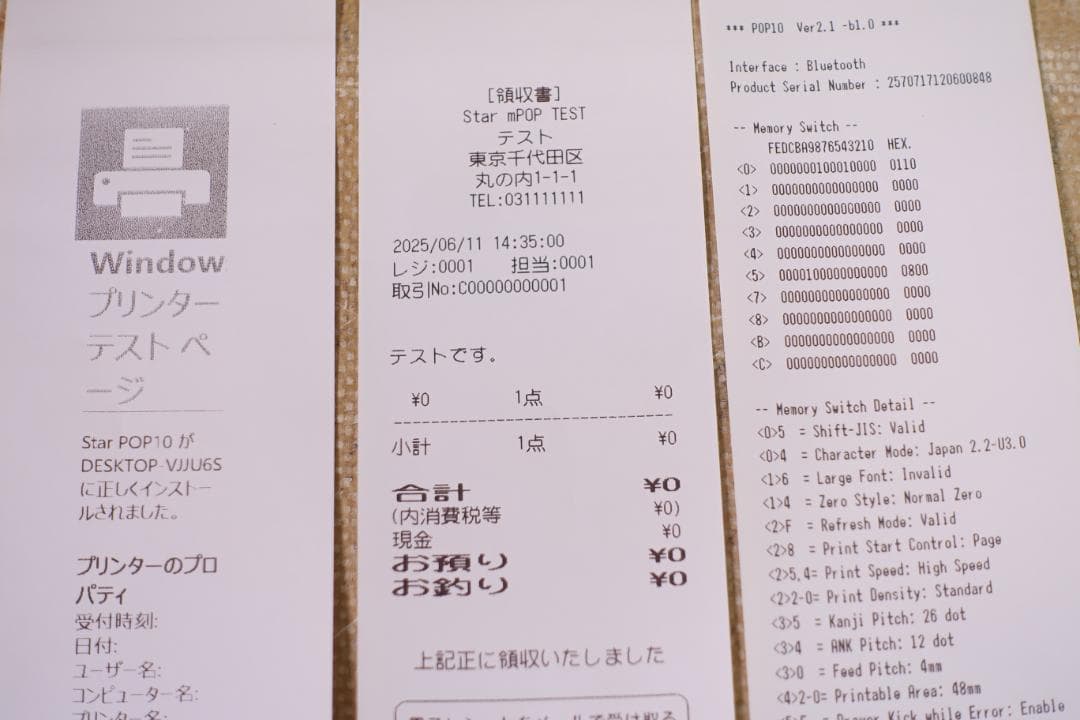 Window
プリンター
テスト ペ
ージ
Star POP10 が
DESKTOP-VJJU6S
に正しくインストー
ルされました。
プリンターのプロ
パティ
受付時刻:
日付:
ユーザー名:
コンピューター名:
プリンター名:
[領収書]
Star mPOP TEST
テスト
東京千代田区
丸の内1-1-1
TEL:031111111
2025/06/11 14:35:00
レジ:0001 担当:0001
取引No:C00000000001
テストです。
¥0 1点 ¥0
小計 1点 ¥0
合計 ¥0
(内消費税等 ¥0)
現金 ¥0
お預り ¥0
お釣り ¥0
上記正に領収いたしました
*** POP10 Ver2.1 -b1.0 ***
Interface : Bluetooth
Product Serial Number : 2570717120600848
-- Memory Switch --
FEDCBA9876543210 HEX.
<0> 0000000100010000 0110
<1> 0000000000000000 0000
<2> 0000000000000000 0000
<3> 0000000000000000 0000
<4> 0000000000000000 0000
<5> 0000100000000000 0800
<7> 0000000000000000 0000
<8> 0000000000000000 0000
<B> 0000000000000000 0000
<C> 0000000000000000 0000
-- Memory Switch Detail --
<0>5 = Shift-JIS: Valid
<0>4 = Character Mode: Japan 2.2-U3.0
<1>6 = Large Font: Invalid
<1>4 = Zero Style: Normal Zero
<2>F = Refresh Mode: Valid
<2>8 = Print Start Control: Page
<2>5,4= Print Speed: High Speed
<2>2-0= Print Density: Standard
<3>5 = Kanji Pitch: 26 dot
<3>4 = ANK Pitch: 12 dot
<3>0 = Feed Pitch: 4mm
<4>2-0= Printable Area: 48mm
Kick while Error: Enable